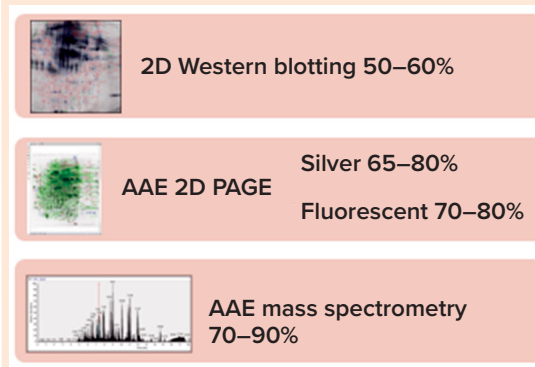 2D Western blotting 50–60%
AAE 2D PAGE
Silver 65–80%
Fluorescent 70–80%
AAE mass spectrometry
70–90%